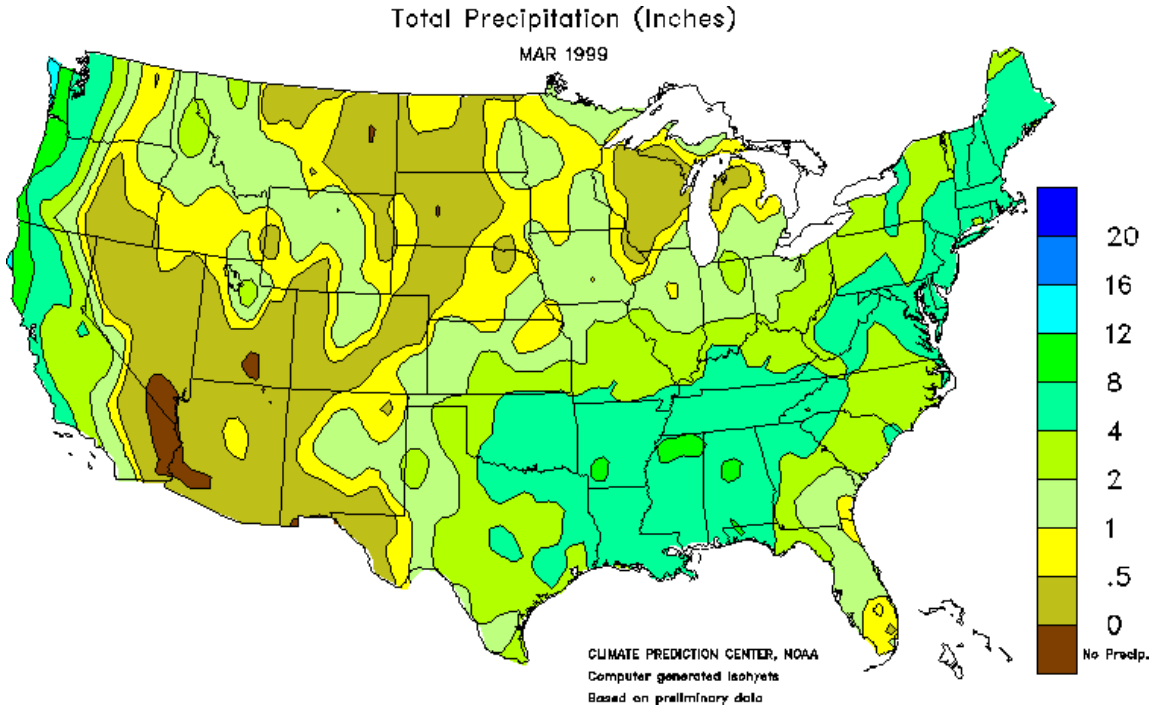 Total Precipitation (Inches)
MAR 1999
20
16
12
8
4
2
1
.5
0
No Precip.
CLIMATE PREDICTION CENTER, NOAA
Computer generated isohyets
Based on preliminary data